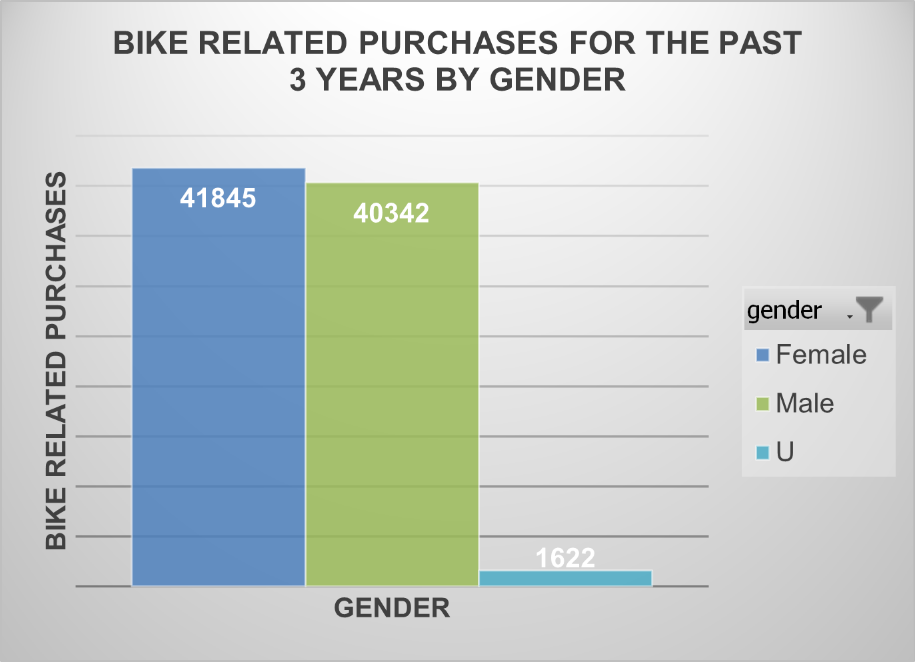 BIKE RELATED PURCHASES FOR THE PAST
3 YEARS BY GENDER
BIKE RELATED PURCHASES
41845
40342
1622
GENDER
gender
Female
Male
U